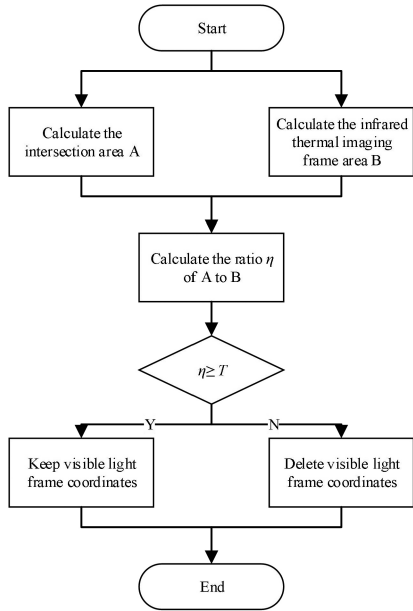 Start
Calculate the
intersection area A
Calculate the infrared
thermal imaging
frame area B
Calculate the ratio η
of A to B
η≥ T
Y
N
Keep visible light
frame coordinates
Delete visible light
frame coordinates
End